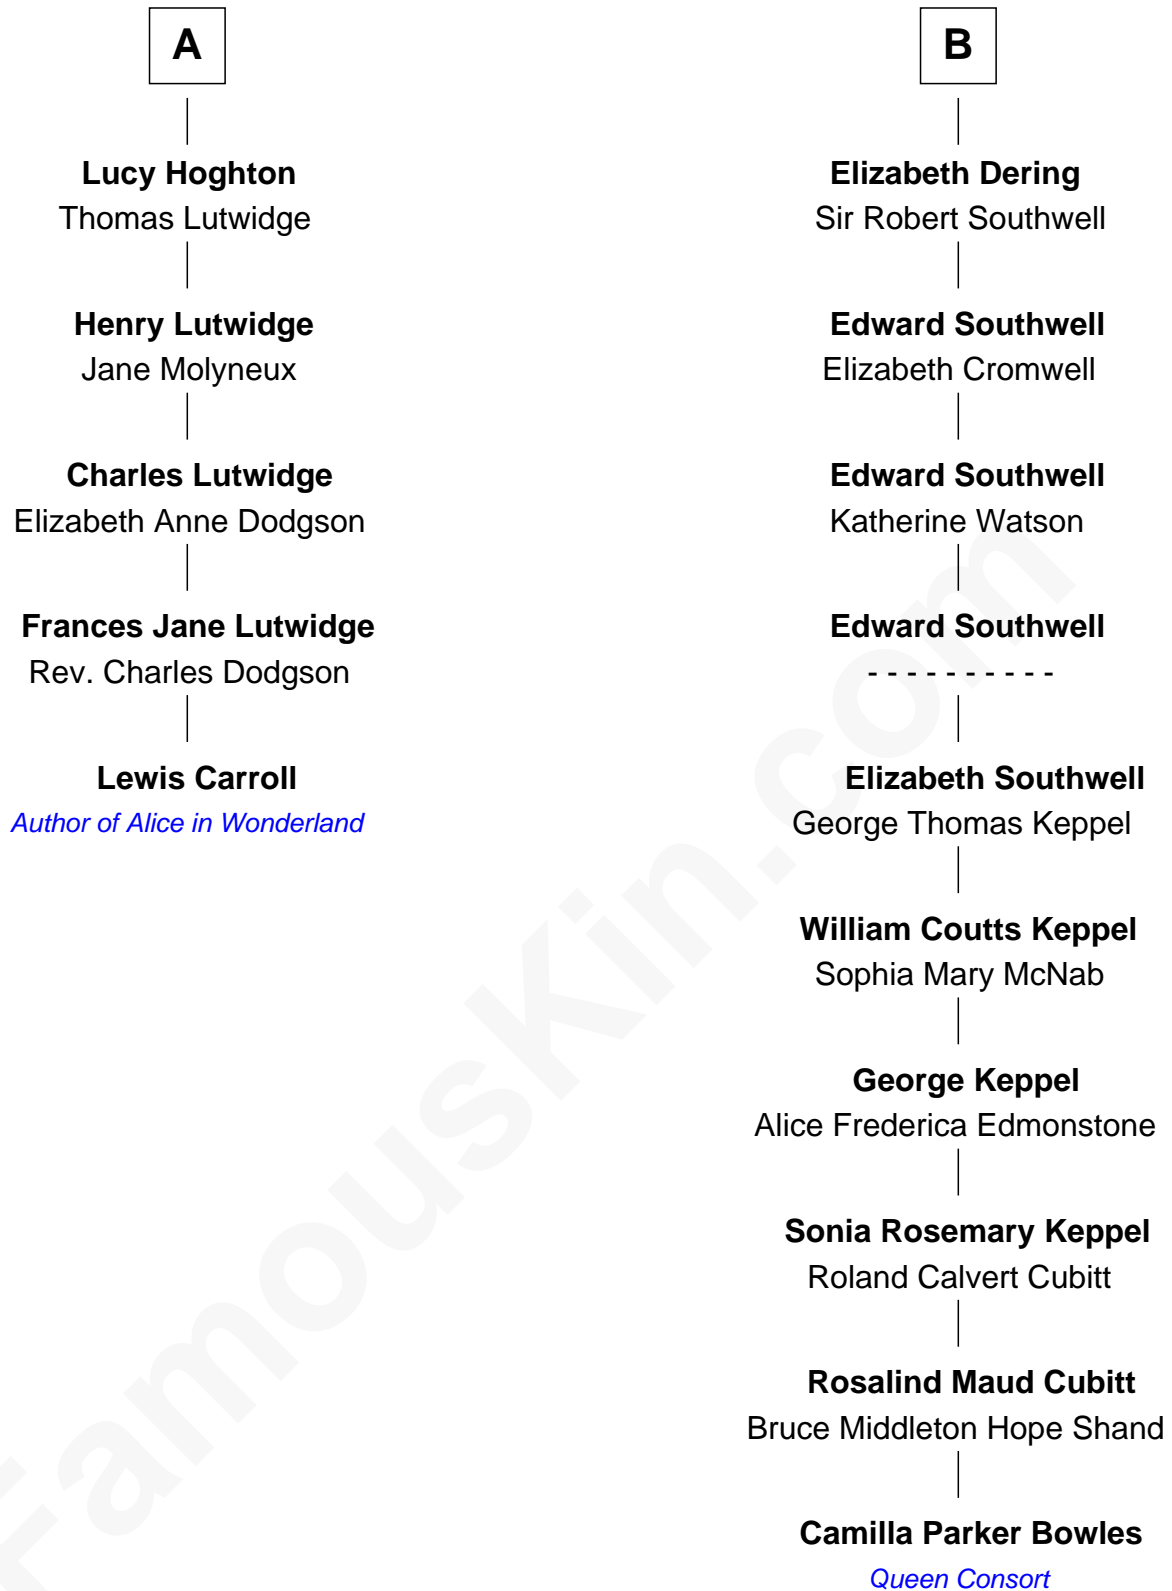 A
Lucy Hoghton
Thomas Lutwidge
Henry Lutwidge
Jane Molyneux
Charles Lutwidge
Elizabeth Anne Dodgson
Frances Jane Lutwidge
Rev. Charles Dodgson
Lewis Carroll
Author of Alice in Wonderland
B
Elizabeth Dering
Sir Robert Southwell
Edward Southwell
Elizabeth Cromwell
Edward Southwell
Katherine Watson
Edward Southwell
- - - - - - - - - -
Elizabeth Southwell
George Thomas Keppel
William Coutts Keppel
Sophia Mary McNab
George Keppel
Alice Frederica Edmonstone
Sonia Rosemary Keppel
Roland Calvert Cubitt
Rosalind Maud Cubitt
Bruce Middleton Hope Shand
Camilla Parker Bowles
Queen Consort
FamousKin.com